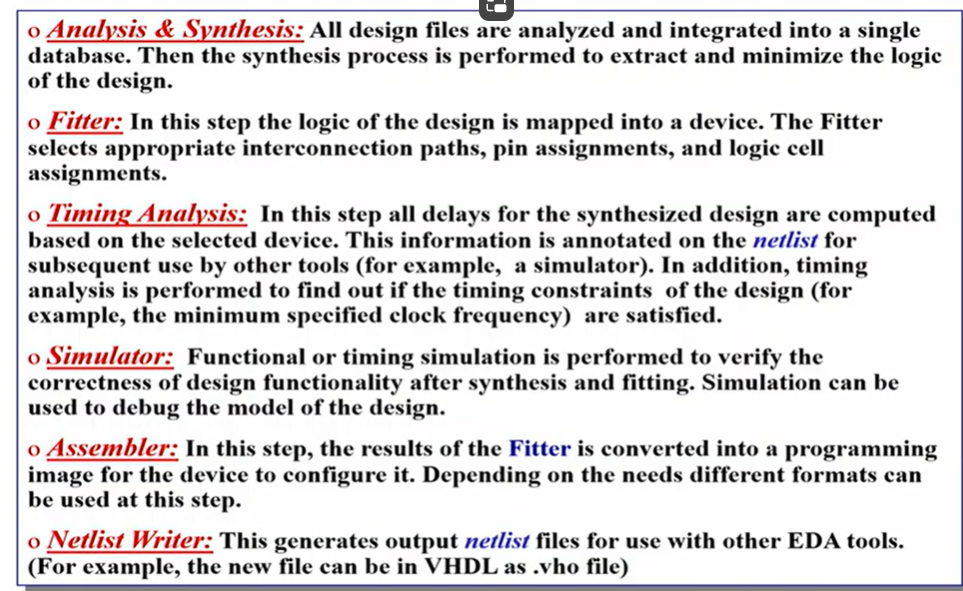 o Analysis & Synthesis: All design files are analyzed and integrated into a single
database. Then the synthesis process is performed to extract and minimize the logic
of the design.
o Fitter: In this step the logic of the design is mapped into a device. The Fitter
selects appropriate interconnection paths, pin assignments, and logic cell
assignments.
o Timing Analysis: In this step all delays for the synthesized design are computed
based on the selected device. This information is annotated on the netlist for
subsequent use by other tools (for example, a simulator). In addition, timing
analysis is performed to find out if the timing constraints of the design (for
example, the minimum specified clock frequency) are satisfied.
o Simulator: Functional or timing simulation is performed to verify the
correctness of design functionality after synthesis and fitting. Simulation can be
used to debug the model of the design.
o Assembler: In this step, the results of the Fitter is converted into a programming
image for the device to configure it. Depending on the needs different formats can
be used at this step.
o Netlist Writer: This generates output netlist files for use with other EDA tools.
(For example, the new file can be in VHDL as .vho file)